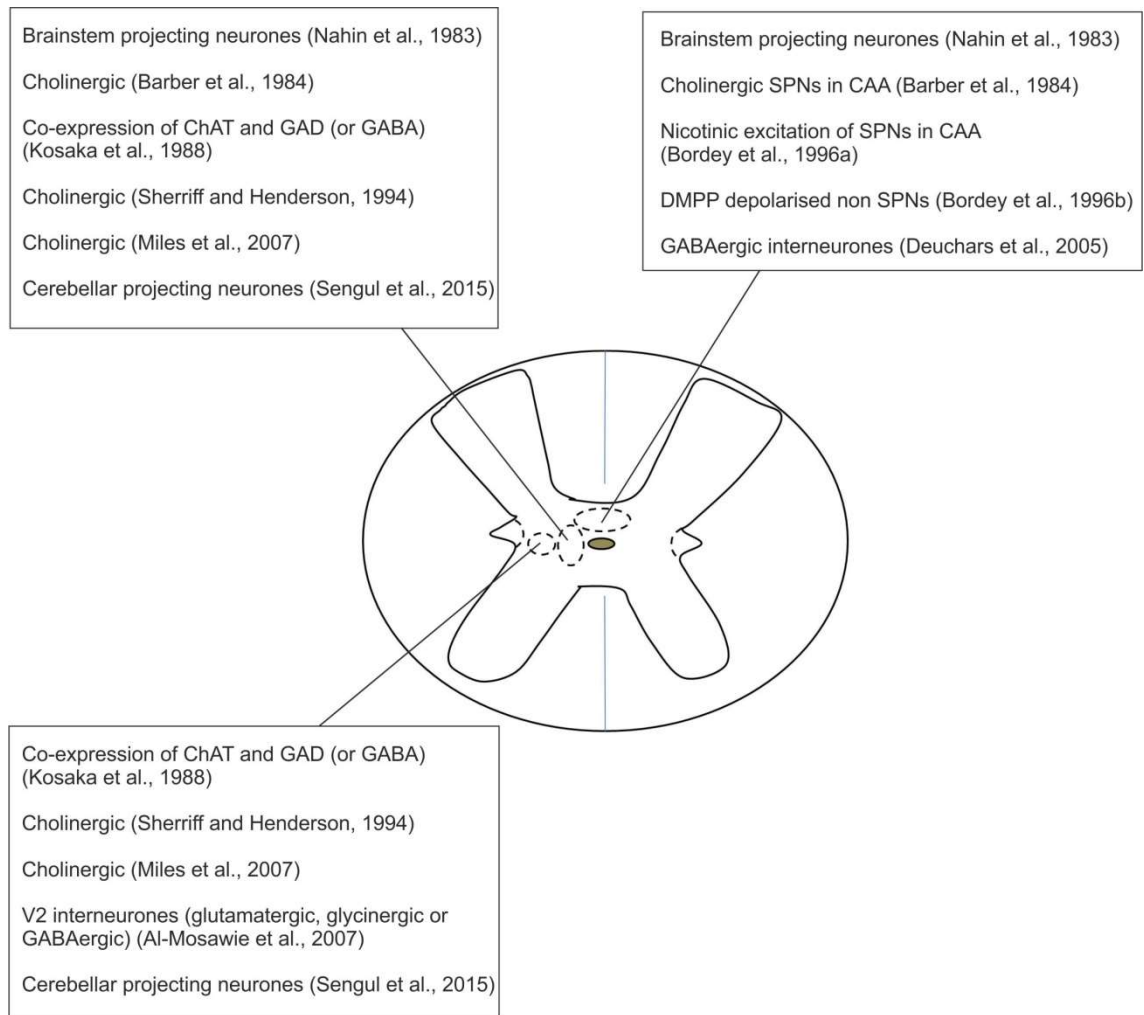 Brainstem projecting neurones (Nahin et al., 1983)
Cholinergic (Barber et al., 1984)
Co-expression of ChAT and GAD (or GABA)
(Kosaka et al., 1988)
Cholinergic (Sherriff and Henderson, 1994)
Cholinergic (Miles et al., 2007)
Cerebellar projecting neurones (Sengul et al., 2015)
Brainstem projecting neurones (Nahin et al., 1983)
Cholinergic SPNs in CAA (Barber et al., 1984)
Nicotinic excitation of SPNs in CAA
(Bordey et al., 1996a)
DMPP depolarised non SPNs (Bordey et al., 1996b)
GABAergic interneurones (Deuchars et al., 2005)
Co-expression of ChAT and GAD (or GABA)
(Kosaka et al., 1988)
Cholinergic (Sherriff and Henderson, 1994)
Cholinergic (Miles et al., 2007)
V2 interneurones (glutamatergic, glycinergic or
GABAergic) (Al-Mosawie et al., 2007)
Cerebellar projecting neurones (Sengul et al., 2015)